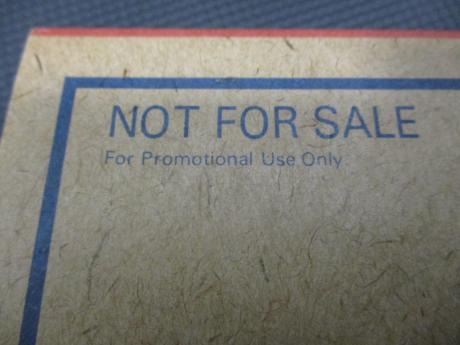 NOT FOR SALE
For Promotional Use Only.